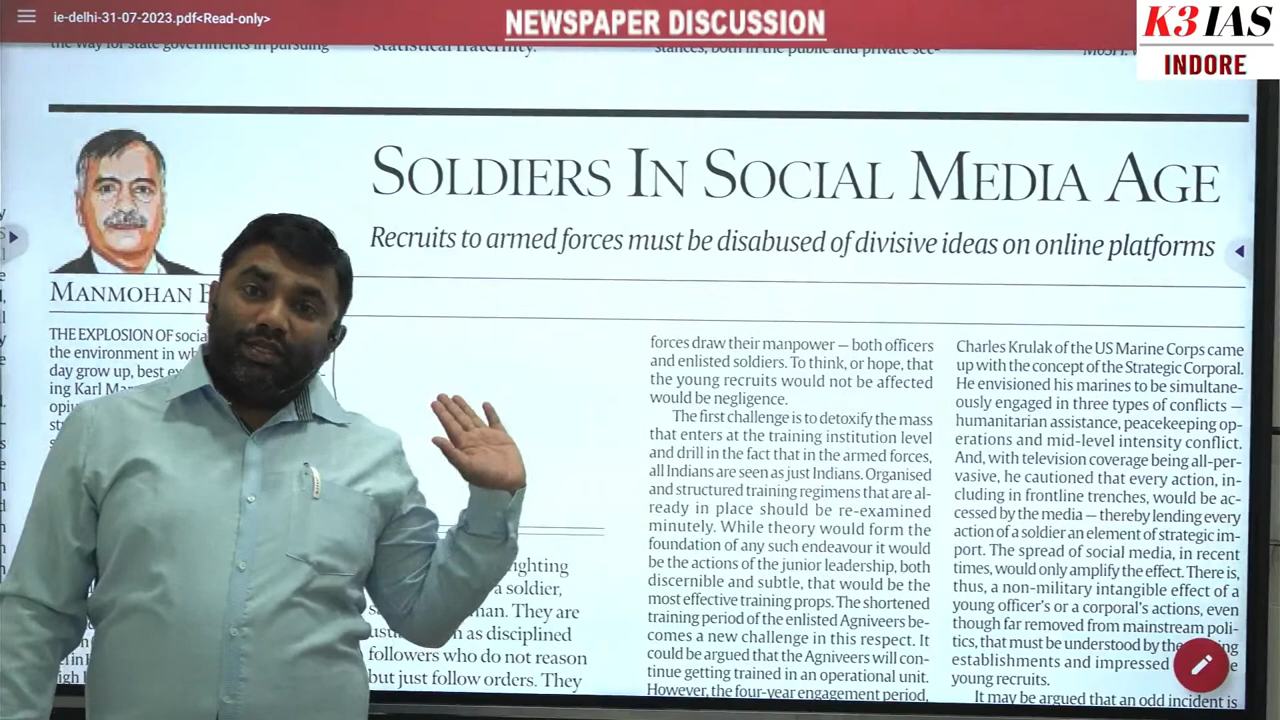 ie-delhi-31-07-2023.pdf<Read-only>
NEWSPAPER DISCUSSION
K3 IAS
INDORE
the way for state governments in pursuing
statistical fraternity.
stances, both in the public and private sec-
SOLDIERS IN SOCIAL MEDIA AGE
Recruits to armed forces must be disabused of divisive ideas on online platforms
MANMOHAN
THE EXPLOSION OF
the environment in
day grow up, best
ing Karl
forces draw their manpower — both officers
and enlisted soldiers. To think, or hope, that
the young recruits would not be affected
would be negligence.
The first challenge is to detoxify the mass
that enters at the training institution level
and drill in the fact that in the armed forces,
all Indians are seen as just Indians. Organised
and structured training regimens that are al-
ready in place should be re-examined
minutely. While theory would form the
foundation of any such endeavour it would
be the actions of the junior leadership, both
discernible and subtle, that would be the
most effective training props. The shortened
training period of the enlisted Agniveers be-
comes a new challenge in this respect. It
could be argued that the Agniveers will con-
tinue getting trained in an operational unit.
However, the four-year engagement period,
a soldier,
They are
as disciplined
followers who do not reason
but just follow orders. They
Charles Krulak of the US Marine Corps came
up with the concept of the Strategic Corporal.
He envisioned his marines to be simultane-
ously engaged in three types of conflicts —
humanitarian assistance, peacekeeping op-
erations and mid-level intensity conflict.
And, with television coverage being all-per-
vasive, he cautioned that every action, in-
cluding in frontline trenches, would be ac-
cessed by the media — thereby lending every
action of a soldier an element of strategic im-
port. The spread of social media, in recent
times, would only amplify the effect. There is,
thus, a non-military intangible effect of a
young officer's or a corporal's actions, even
though far removed from mainstream poli-
tics, that must be understood by the
establishments and impressed
young recruits.
It may be argued that an odd incident is